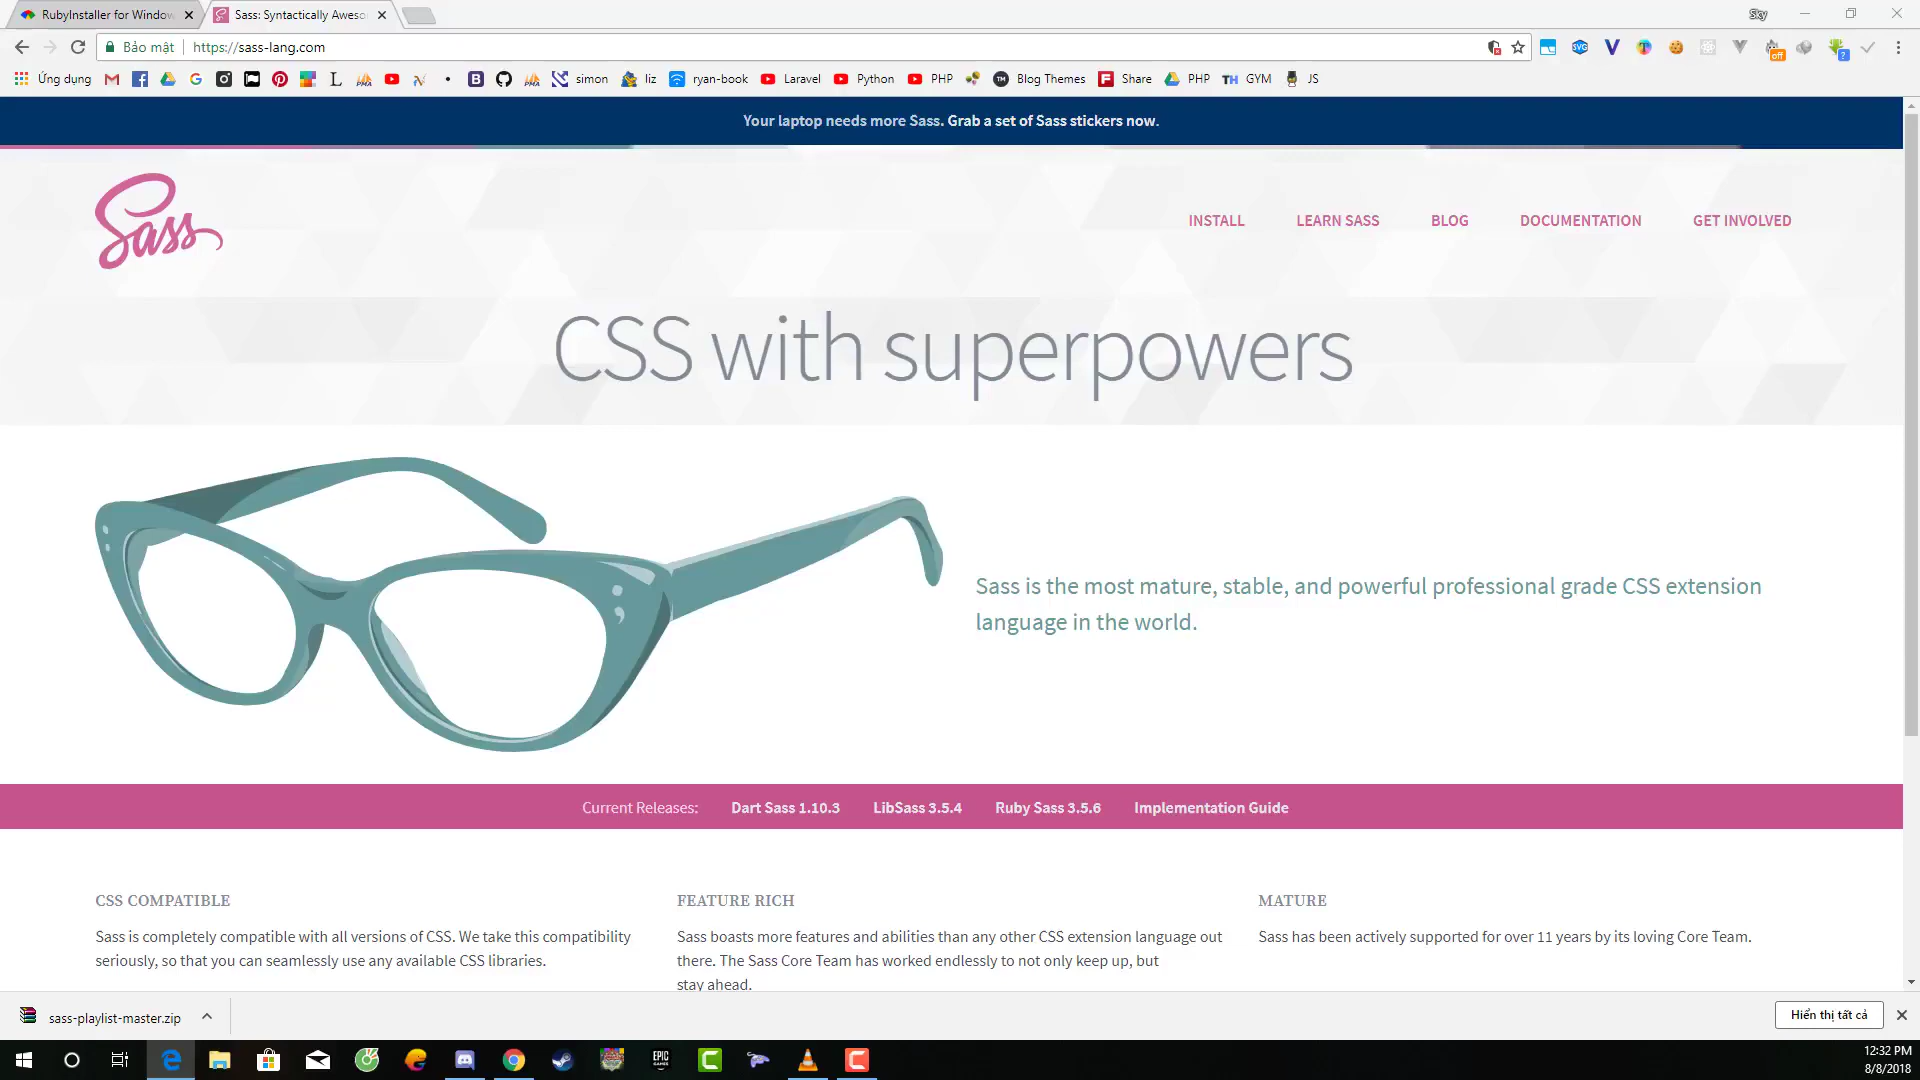 RubyInstaller for Window
Sass: Syntactically Aweso
Sky
Bảo mật
https://sass-lang.com
SVG
off
?
Ứng dụng
simon
liz
ryan-book
Laravel
Python
PHP
Blog Themes
Share
PHP
GYM
JS
Your laptop needs more Sass. Grab a set of Sass stickers now.
Sass
INSTALL
LEARN SASS
BLOG
DOCUMENTATION
GET INVOLVED
CSS with superpowers
Sass is the most mature, stable, and powerful professional grade CSS extension
language in the world.
Current Releases:
Dart Sass 1.10.3
LibSass 3.5.4
Ruby Sass 3.5.6
Implementation Guide
CSS COMPATIBLE
Sass is completely compatible with all versions of CSS. We take this compatibility
seriously, so that you can seamlessly use any available CSS libraries.
FEATURE RICH
Sass boasts more features and abilities than any other CSS extension language out
there. The Sass Core Team has worked endlessly to not only keep up, but
stay ahead.
MATURE
Sass has been actively supported for over 11 years by its loving Core Team.
sass-playlist-master.zip
Hiển thị tất cả
EPIC
GAMES
12:32 PM
8/8/2018